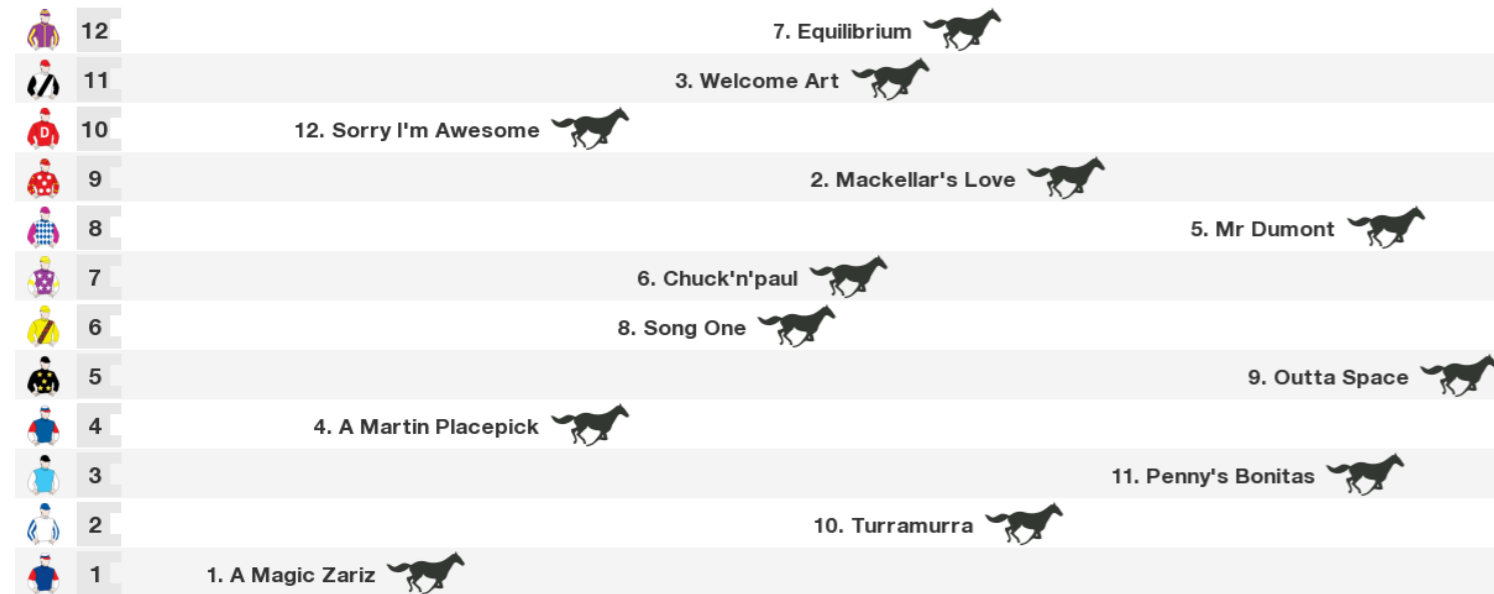 12 7. Equilibrium
11 3. Welcome Art
D 10 12. Sorry I'm Awesome
9 2. Mackellar's Love
8 5. Mr Dumont
7 6. Chuck'n'paul
6 8. Song One
5 9. Outta Space
4 4. A Martin Placepick
3 11. Penny's Bonitas
2 10. Turramurra
1 1. A Magic Zariz